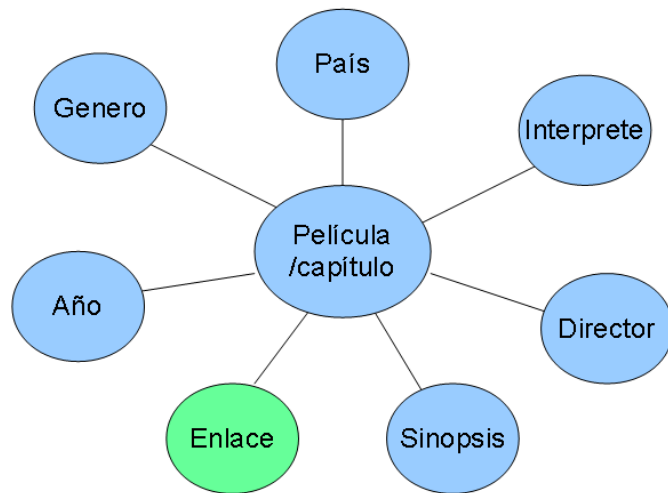 País
Genero
Interprete
Película
/capítulo
Año
Director
Enlace
Sinopsis